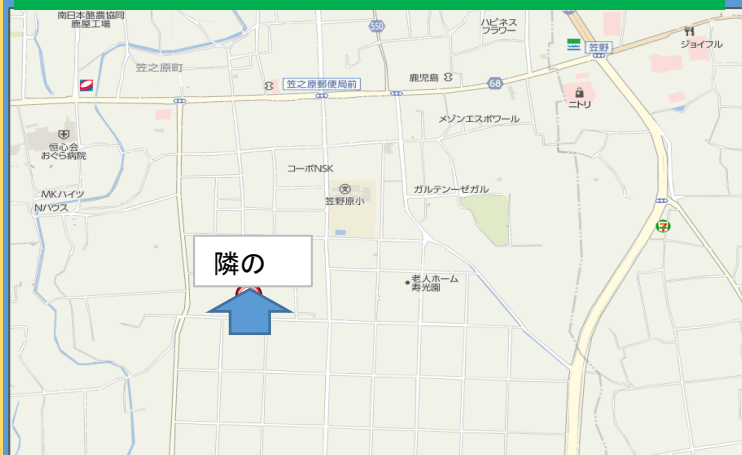 南日本酪農協同
鹿屋工場
550
ハピネス
フラワー
笠野
ジョイフル
笠之原町
笠之原郵便局前
鹿児島
68
ニトリ
メゾンエスポワール
恒心会
おぐら病院
コーポNSK
文
笠野原小
ガルテンーゼガル
MKハイツ
Nハウス
7
隣の
老人ホーム
寿光園